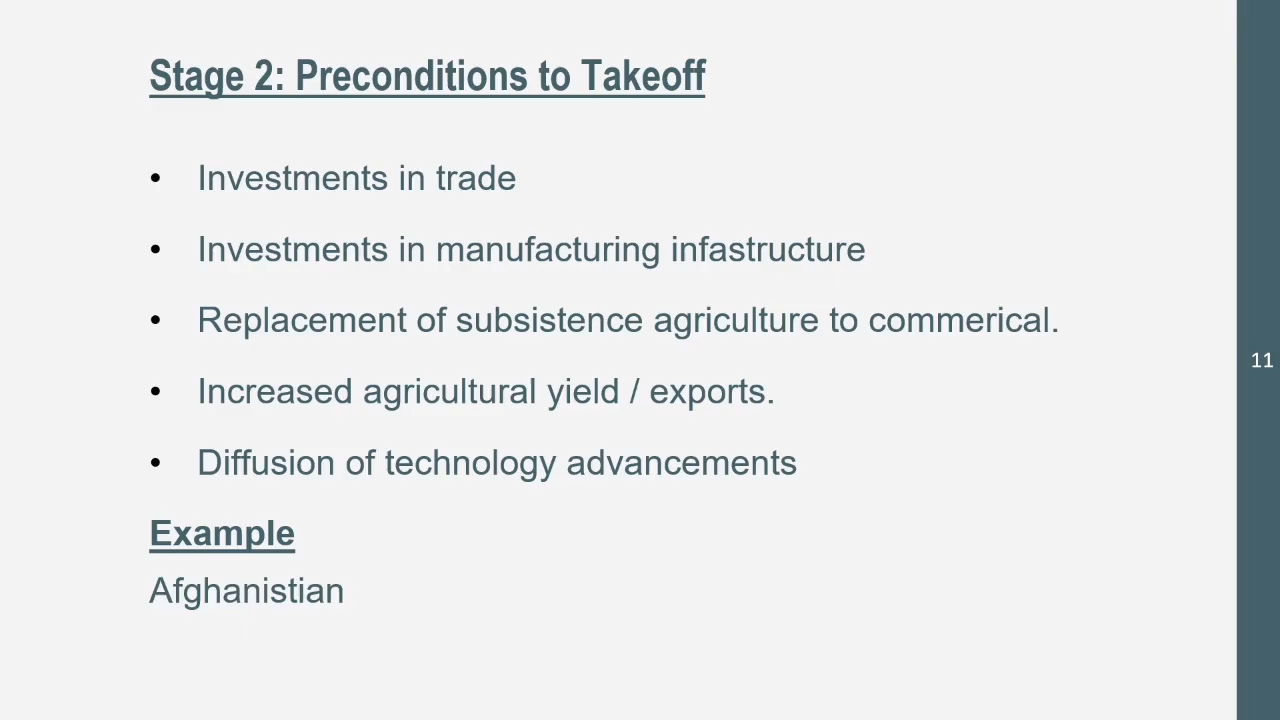 Stage 2: Preconditions to Takeoff
• Investments in trade
• Investments in manufacturing infastructure
• Replacement of subsistence agriculture to commerical.
11
• Increased agricultural yield / exports.
• Diffusion of technology advancements
Example
Afghanistian